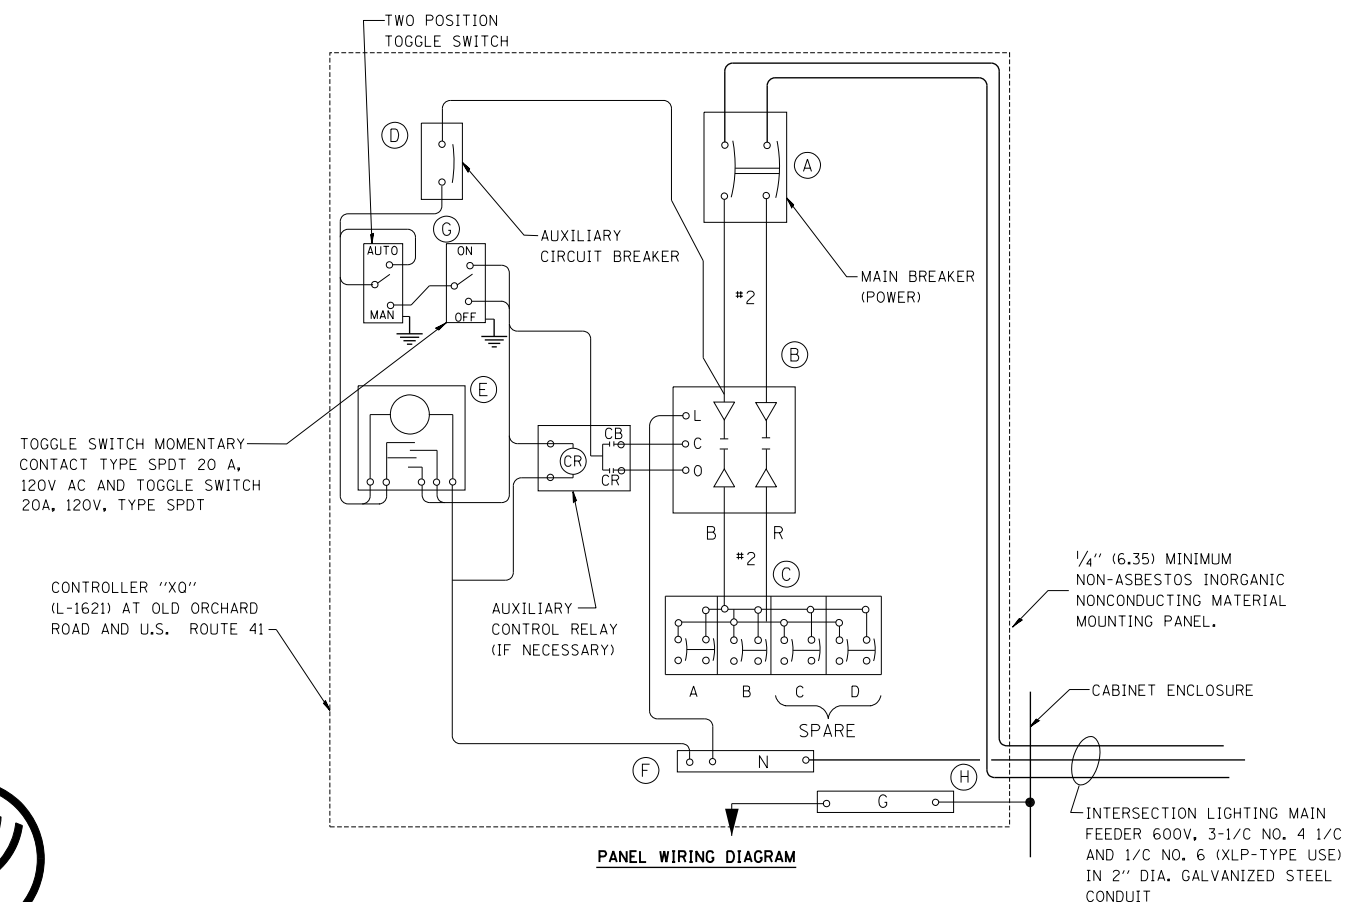 TWO POSITION
TOGGLE SWITCH
D
A
G
AUXILIARY
CIRCUIT BREAKER
AUTO
ON
MAIN BREAKER
(POWER)
#2
MAN
OFF
B
E
L
TOGGLE SWITCH MOMENTARY
CONTACT TYPE SPDT 20 A,
120V AC AND TOGGLE SWITCH
20A, 120V, TYPE SPDT
CB
C
CR
O
CR
B
R
#2
C
1/4" (6.35) MINIMUM
NON-ASBESTOS INORGANIC
NONCONDUCTING MATERIAL
MOUNTING PANEL.
CONTROLLER "XQ"
(L-1621) AT OLD ORCHARD
ROAD AND U.S. ROUTE 41
AUXILIARY
CONTROL RELAY
(IF NECESSARY)
A B C D
SPARE
CABINET ENCLOSURE
F
N
H
G
INTERSECTION LIGHTING MAIN
FEEDER 600V, 3-1/C NO. 4 1/C
AND 1/C NO. 6 (XLP-TYPE USE)
IN 2" DIA. GALVANIZED STEEL
CONDUIT
PANEL WIRING DIAGRAM